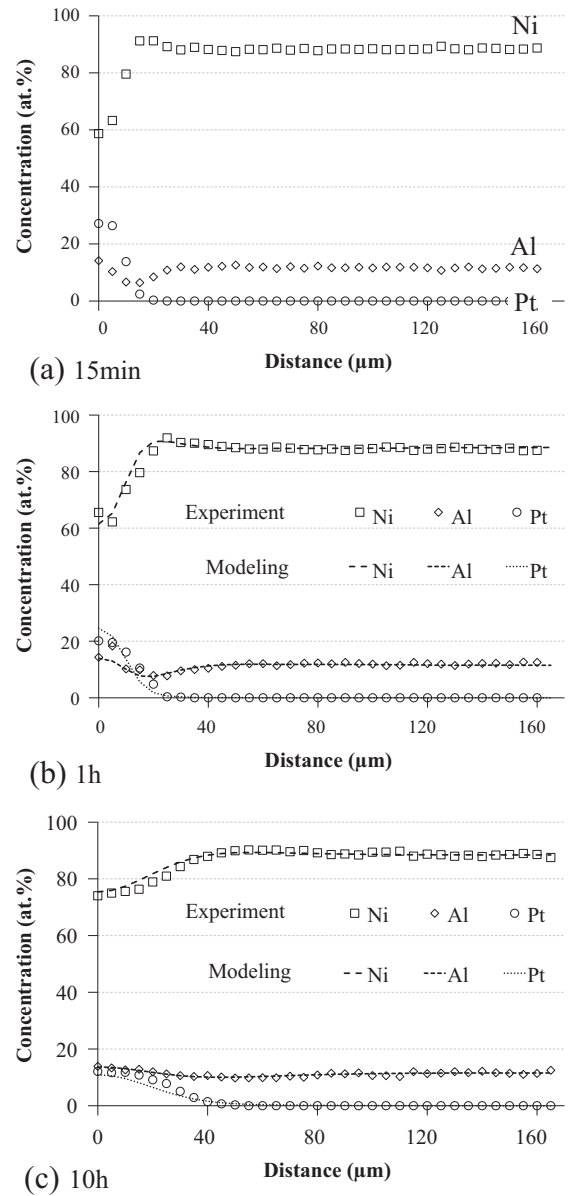 100
80
60
40
20
0
Concentration (at.%)
Ni
Al
Pt
0 40 80 120 160
Distance (μm)
(a) 15min
100
80
60
40
20
0
Concentration (at.%)
Experiment
Ni Al Pt
Modeling
Ni Al Pt
0 40 80 120 160
Distance (μm)
(b) 1h
100
80
60
40
20
0
Concentration (at.%)
Experiment
Ni Al Pt
Modeling
Ni Al Pt
0 40 80 120 160
Distance (μm)
(c) 10h